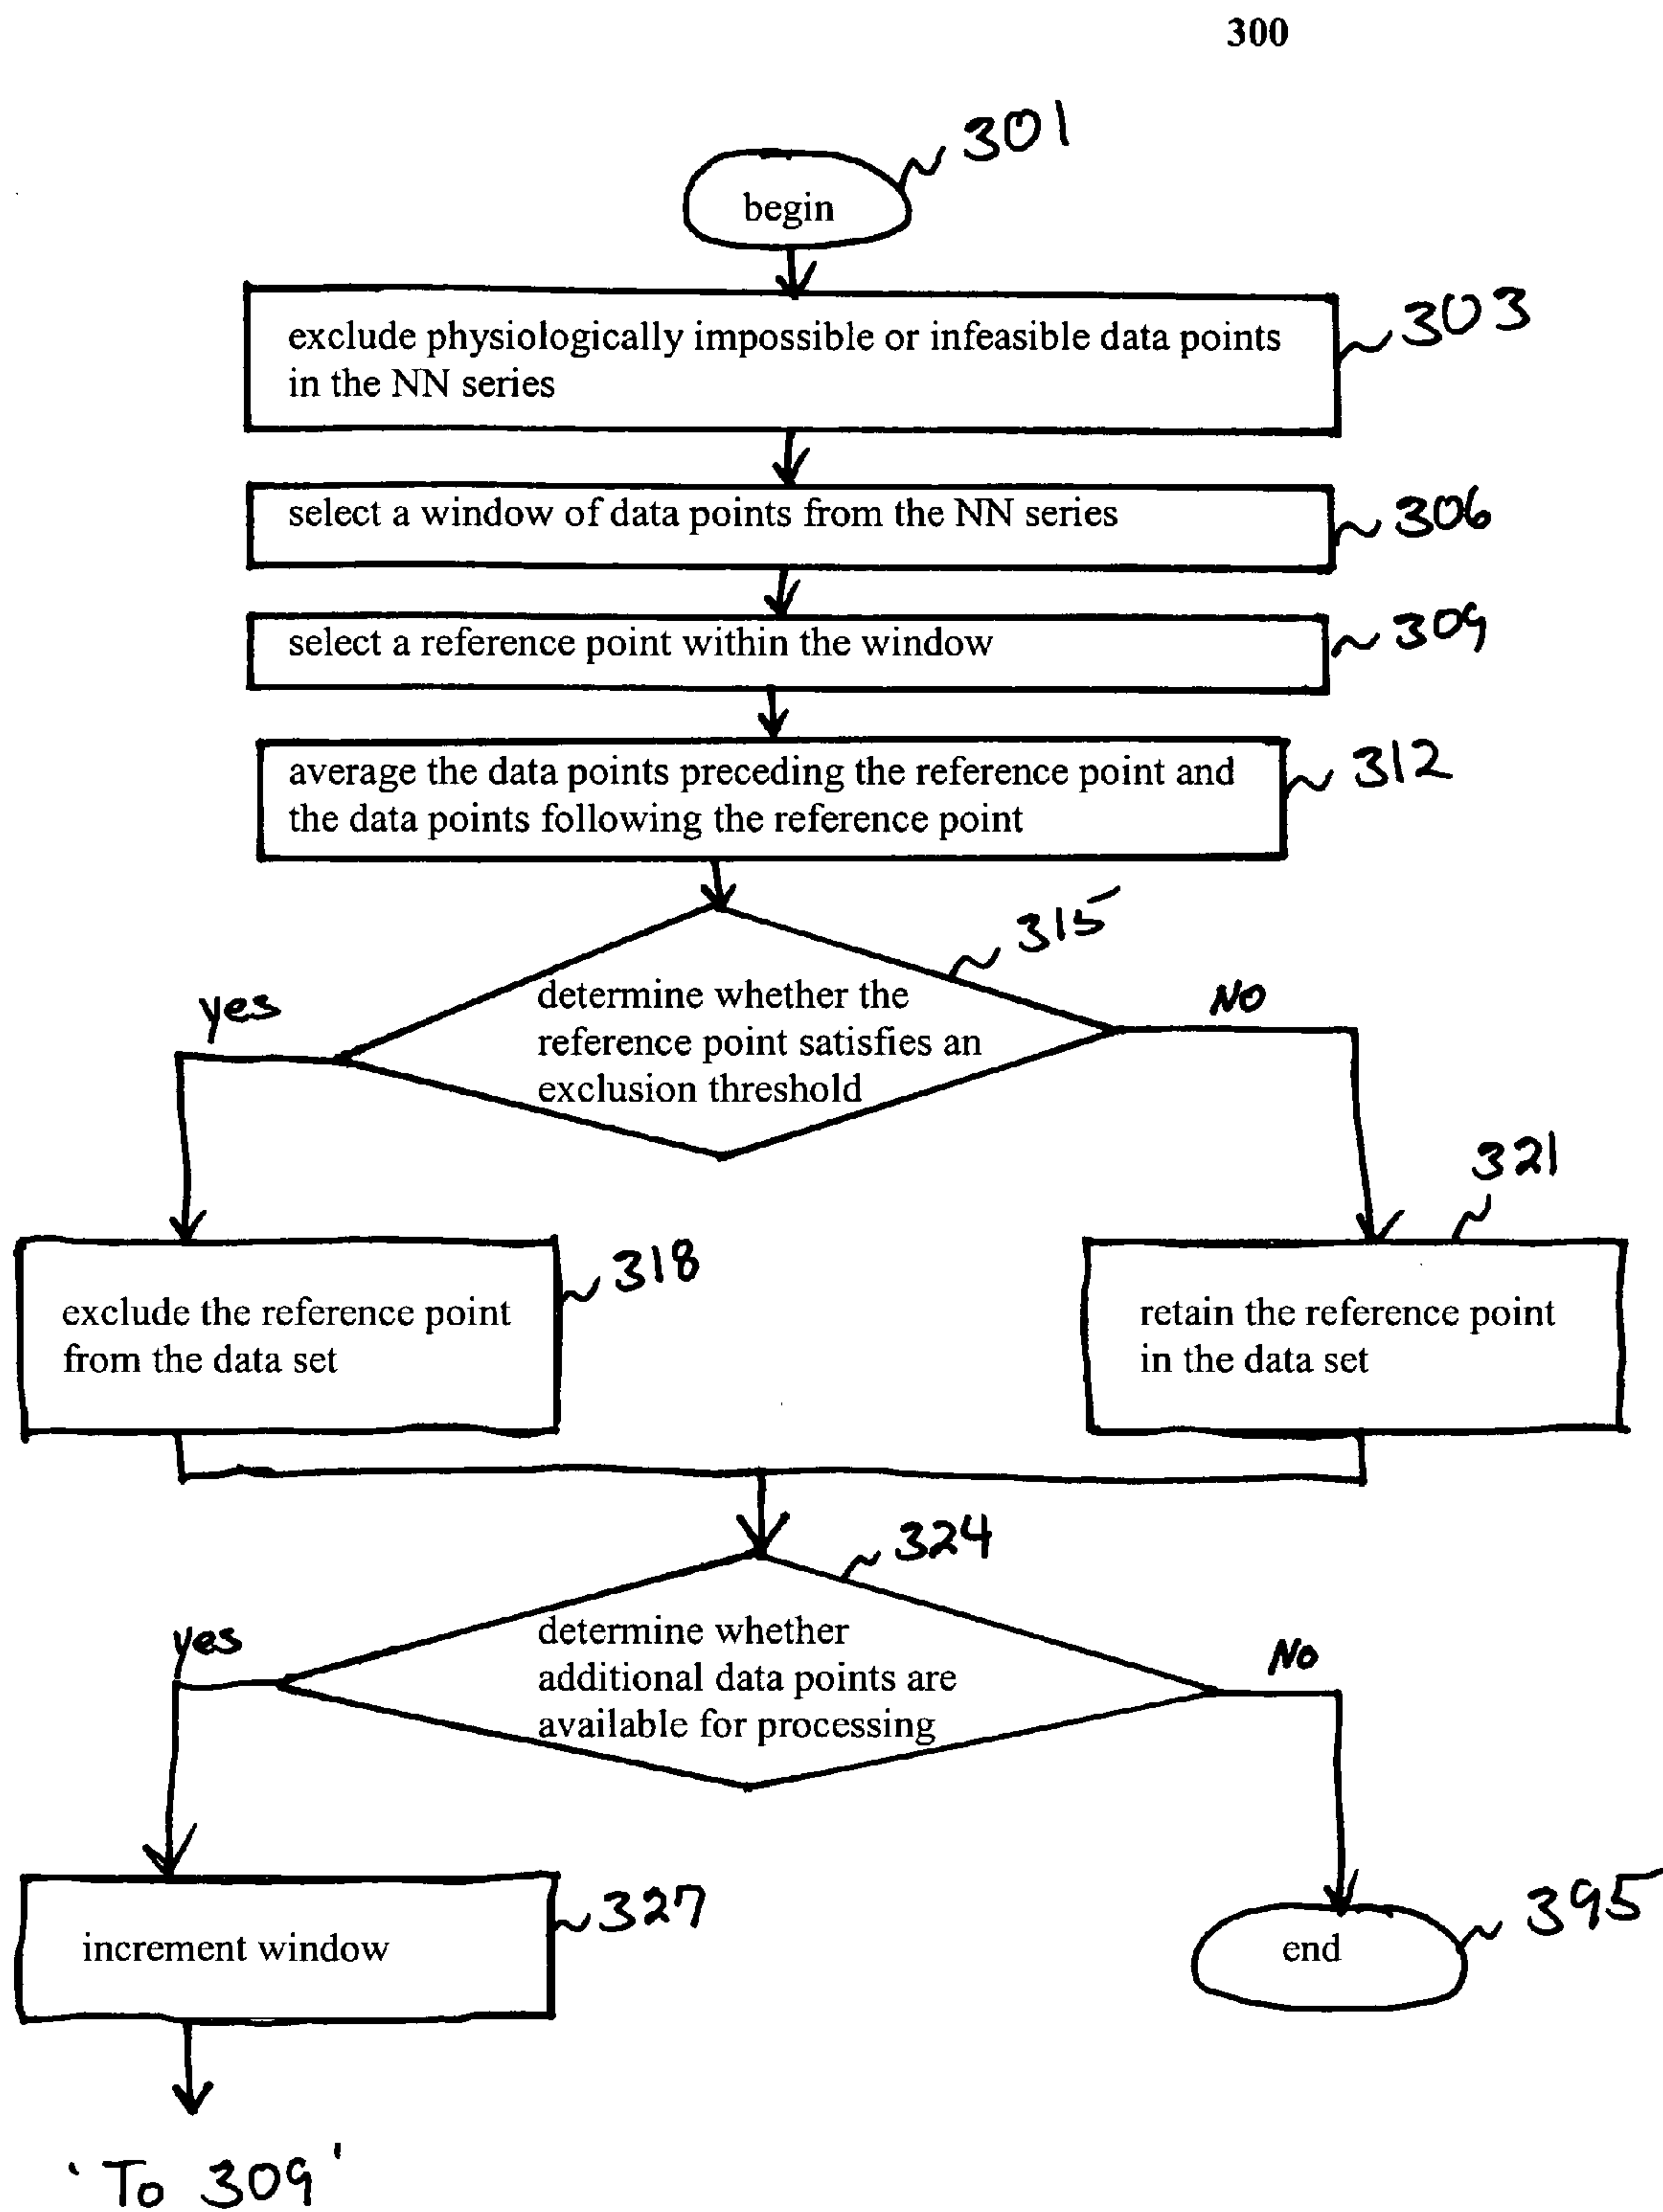 300
301
begin
303
exclude physiologically impossible or infeasible data points
in the NN series
306
select a window of data points from the NN series
309
select a reference point within the window
312
average the data points preceding the reference point and
the data points following the reference point
315
determine whether the
reference point satisfies an
exclusion threshold
yes
NO
318
exclude the reference point
from the data set
321
retain the reference point
in the data set
324
determine whether
additional data points are
available for processing
yes
No
327
increment window
395
end
'To 309'